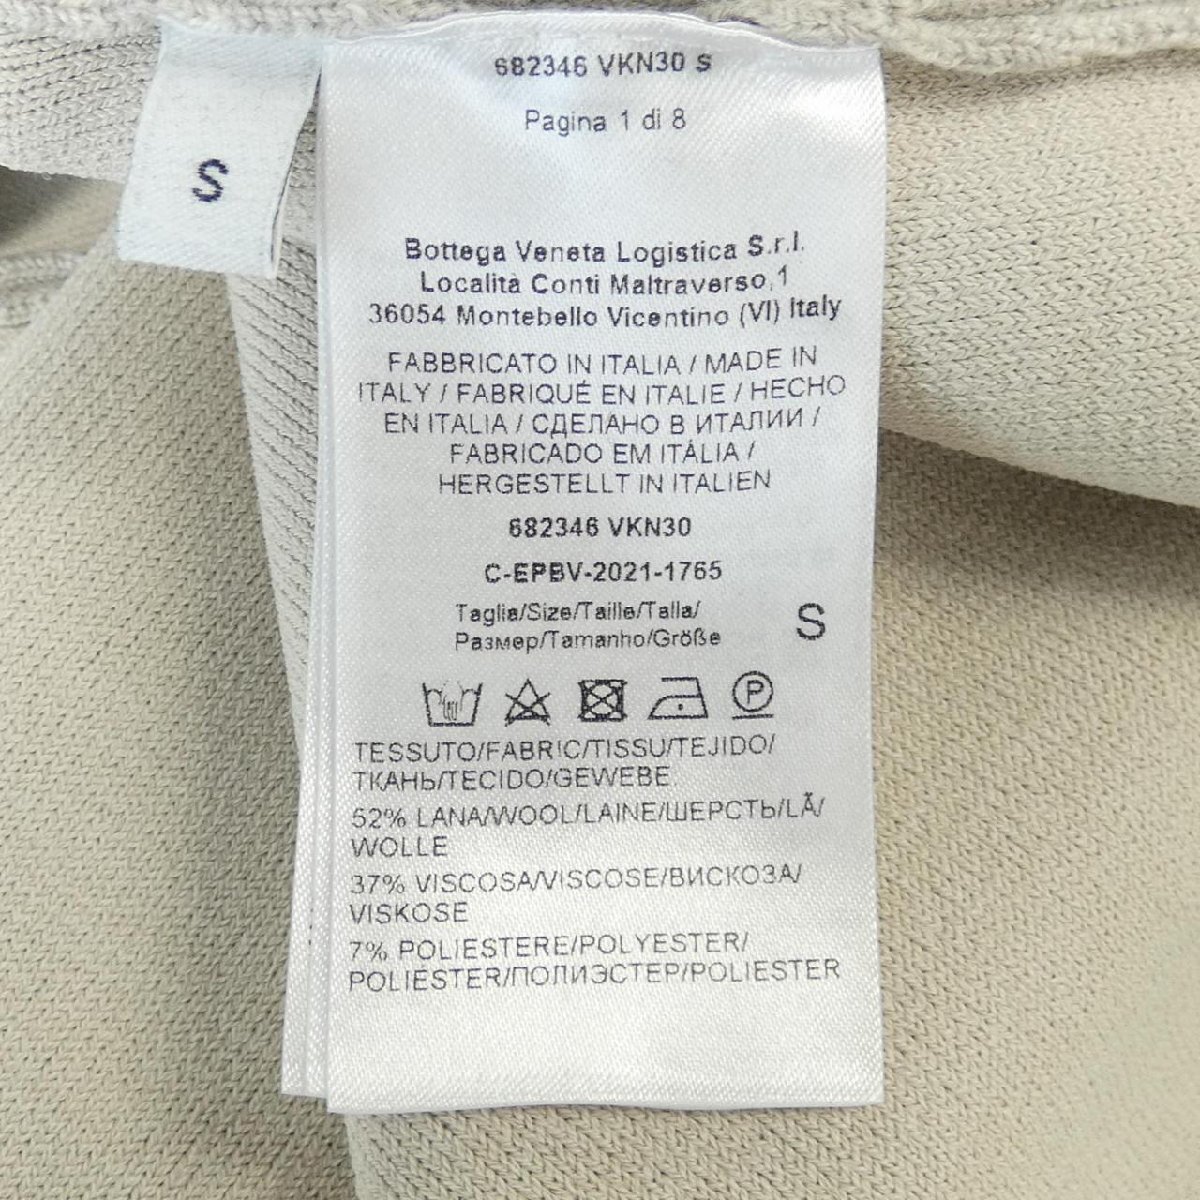 682346 VKN30 S
Pagina 1 di 8
S
Bottega Veneta Logistica S.r.l.
Località Conti Maltraverso,1
36054 Montebello Vicentino (VI) Italy
FABBRICATO IN ITALIA / MADE IN
ITALY / FABRIQUÉ EN ITALIE / HECHO
EN ITALIA / СДЕЛАНО В ИТАЛИИ /
FABRICADO EM ITÁLIA /
HERGESTELLT IN ITALIEN
682346 VKN30
C-EPBV-2021-1765
Taglia/Size/Taille/Talla/
Размер/Tamanho/Größe
S
P
TESSUTO/FABRIC/TISSU/TEJIDO/
ТКАНЬ/TECIDO/GEWEBE.
52% LANA/WOOL/LAINE/ШЕРСТЬ/LÃ/
WOLLE
37% VISCOSA/VISCOSE/ВИСКОЗА/
VISKOSE
7% POLIESTERE/POLYESTER/
POLIÉSTER/ПОЛИЭСТЕР/POLIESTER